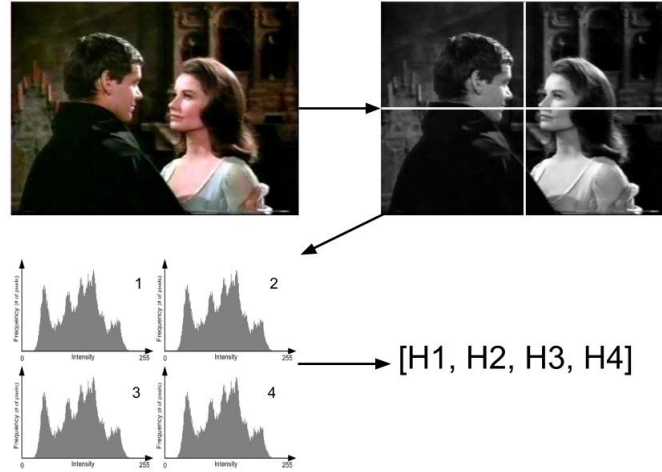 Frequency (# of pixels)
1
0
Intensity
255
Frequency (# of pixels)
2
0
Intensity
255
[H1, H2, H3, H4]
Frequency (# of pixels)
3
0
Intensity
255
Frequency (# of pixels)
4
0
Intensity
255